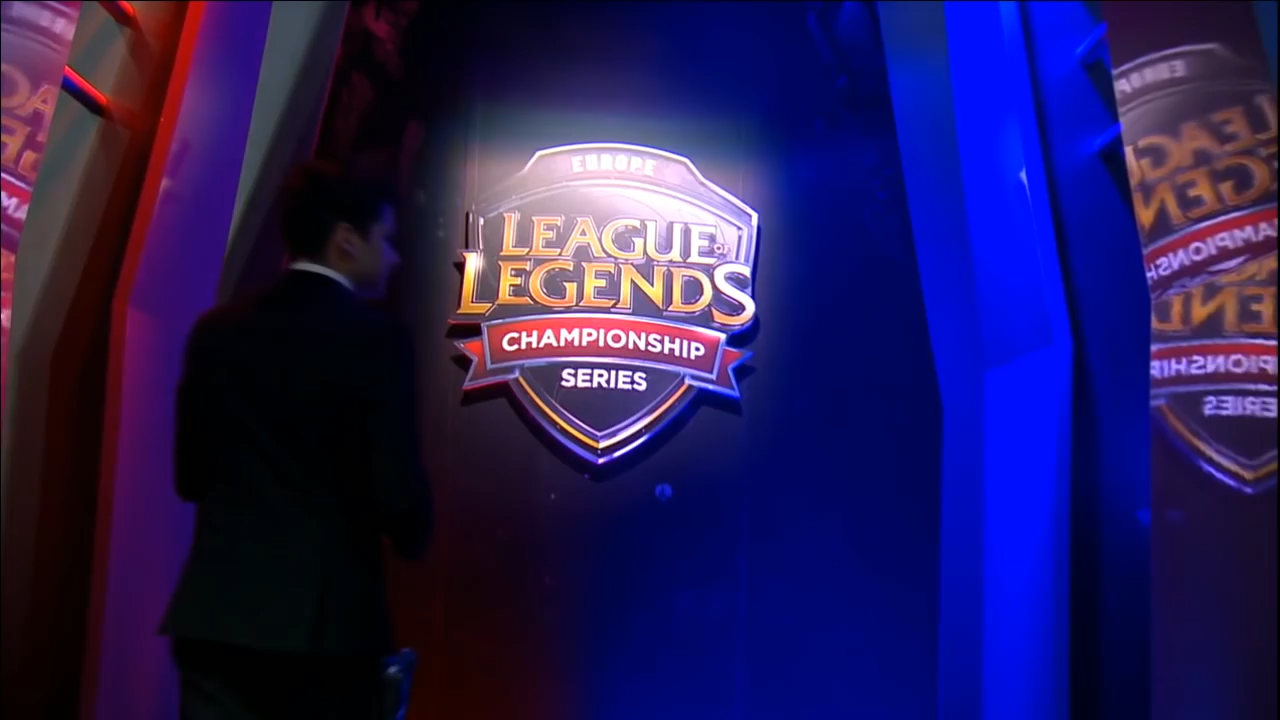 EUROPE
LEAGUE OF
LEGENDS
CHAMPIONSHIP
SERIES